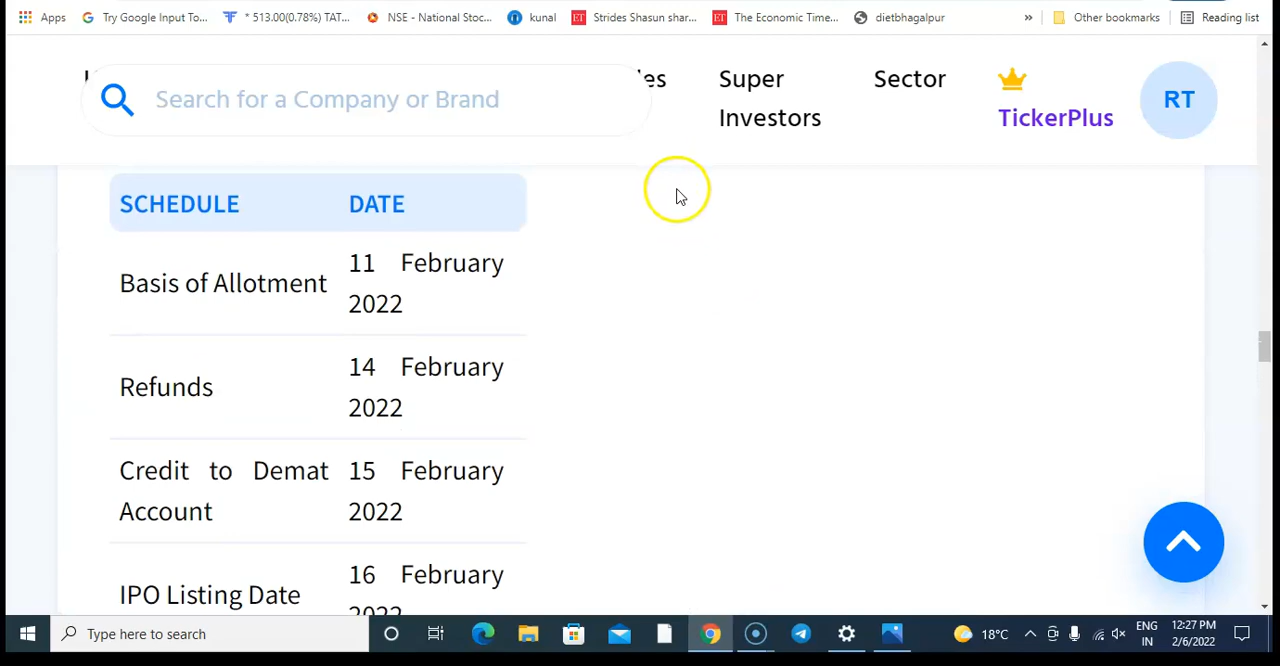 Apps
Try Google Input To...
* 513.00(0.78%) TAT...
NSE - National Stoc...
kunal
ET
Strides Shasun shar...
ET
The Economic Time...
dietbhagalpur
»
Other bookmarks
Reading list
Search for a Company or Brand
Super
Investors
Sector
TickerPlus
RT
SCHEDULE DATE
Basis of Allotment 11 February
2022
Refunds 14 February
2022
Credit to Demat 15 February
Account 2022
IPO Listing Date 16 February
2022
Type here to search
18°C
ENG
IN
12:27 PM
2/6/2022